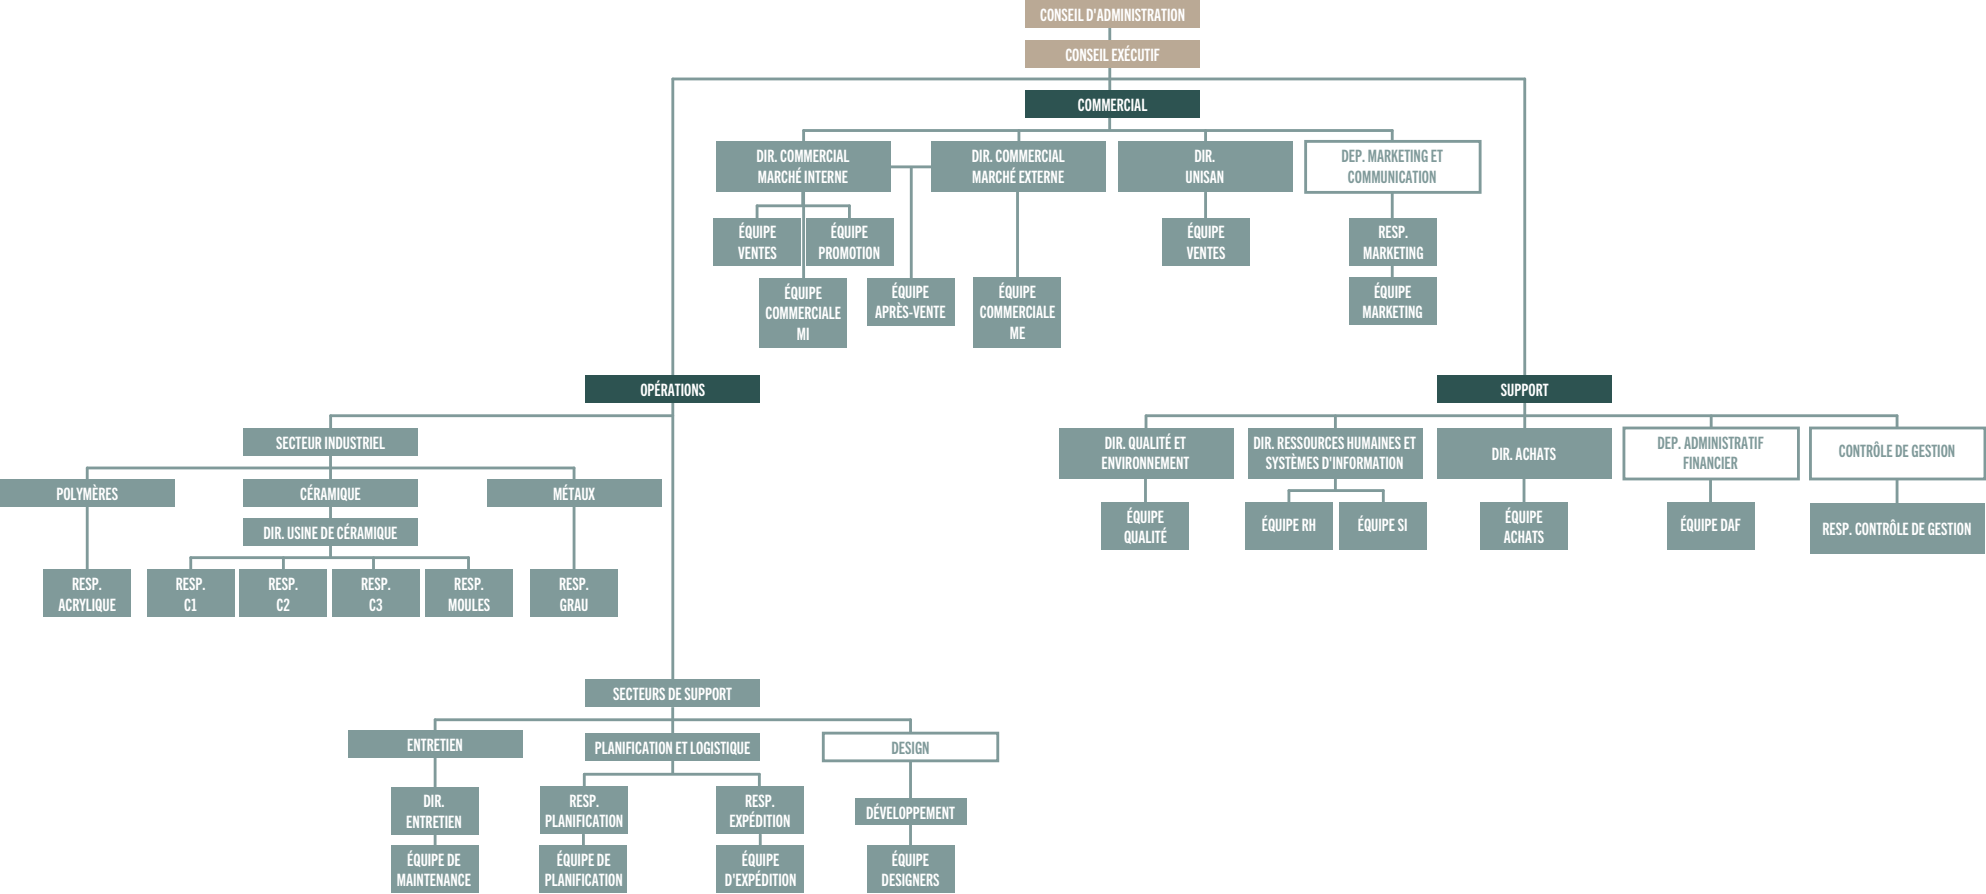 CONSEIL D'ADMINISTRATION
CONSEIL EXÉCUTIF
COMMERCIAL
DIR. COMMERCIAL
MARCHÉ INTERNE
DIR. COMMERCIAL
MARCHÉ EXTERNE
DIR.
UNISAN
DEP. MARKETING ET
COMMUNICATION
ÉQUIPE
VENTES
ÉQUIPE
PROMOTION
ÉQUIPE
VENTES
RESP.
MARKETING
ÉQUIPE
COMMERCIALE
MI
ÉQUIPE
APRÈS-VENTE
ÉQUIPE
COMMERCIALE
ME
ÉQUIPE
MARKETING
OPÉRATIONS
SECTEUR INDUSTRIEL
POLYMÈRES
CÉRAMIQUE
MÉTAUX
DIR. USINE DE CÉRAMIQUE
RESP.
ACRYLIQUE
RESP.
C1
RESP.
C2
RESP.
C3
RESP.
MOULES
RESP.
GRAU
SUPPORT
DIR. QUALITÉ ET
ENVIRONNEMENT
DIR. RESSOURCES HUMAINES ET
SYSTÈMES D'INFORMATION
DIR. ACHATS
DEP. ADMINISTRATIF
FINANCIER
CONTRÔLE DE GESTION
ÉQUIPE
QUALITÉ
ÉQUIPE RH
ÉQUIPE SI
ÉQUIPE
ACHATS
ÉQUIPE DAF
RESP. CONTRÔLE DE GESTION
SECTEURS DE SUPPORT
ENTRETIEN
PLANIFICATION ET LOGISTIQUE
DESIGN
DIR.
ENTRETIEN
RESP.
PLANIFICATION
RESP.
EXPÉDITION
DÉVELOPPEMENT
ÉQUIPE DE
MAINTENANCE
ÉQUIPE DE
PLANIFICATION
ÉQUIPE
D'EXPÉDITION
ÉQUIPE
DESIGNERS